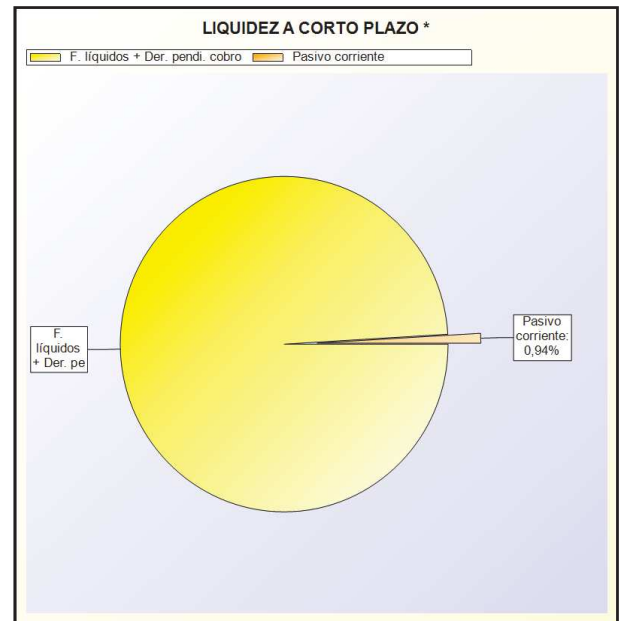 LIQUIDEZ A CORTO PLAZO *
F. líquidos + Der. pendi. cobro Pasivo corriente
F.
líquidos
+ Der. pe
Pasivo
corriente:
0,94%